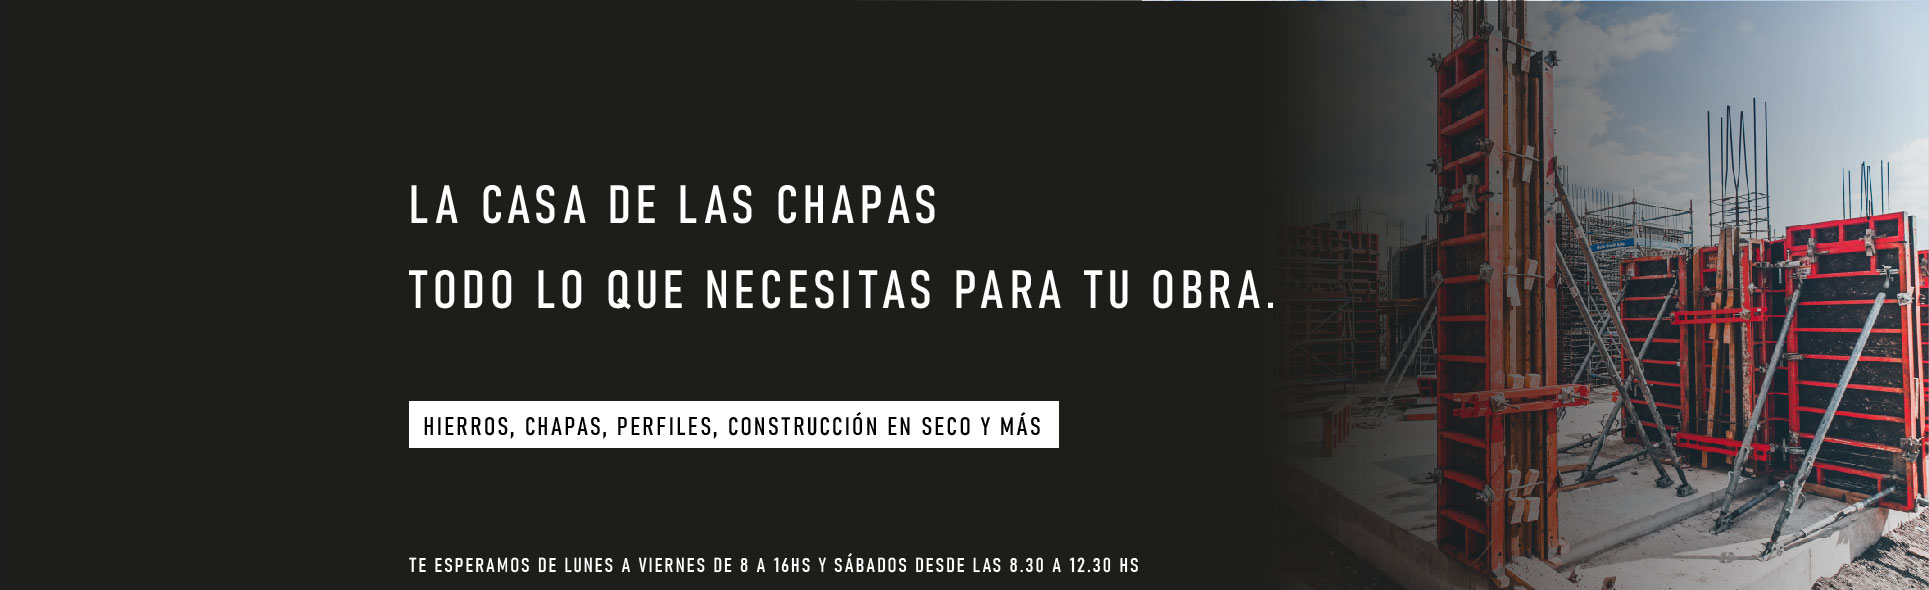 LA CASA DE LAS CHAPAS
TODO LO QUE NECESITAS PARA TU OBRA.
HIERROS, CHAPAS, PERFILES, CONSTRUCCIÓN EN SECO Y MÁS
TE ESPERAMOS DE LUNES A VIERNES DE 8 A 16HS Y SÁBADOS DESDE LAS 8.30 A 12.30 HS